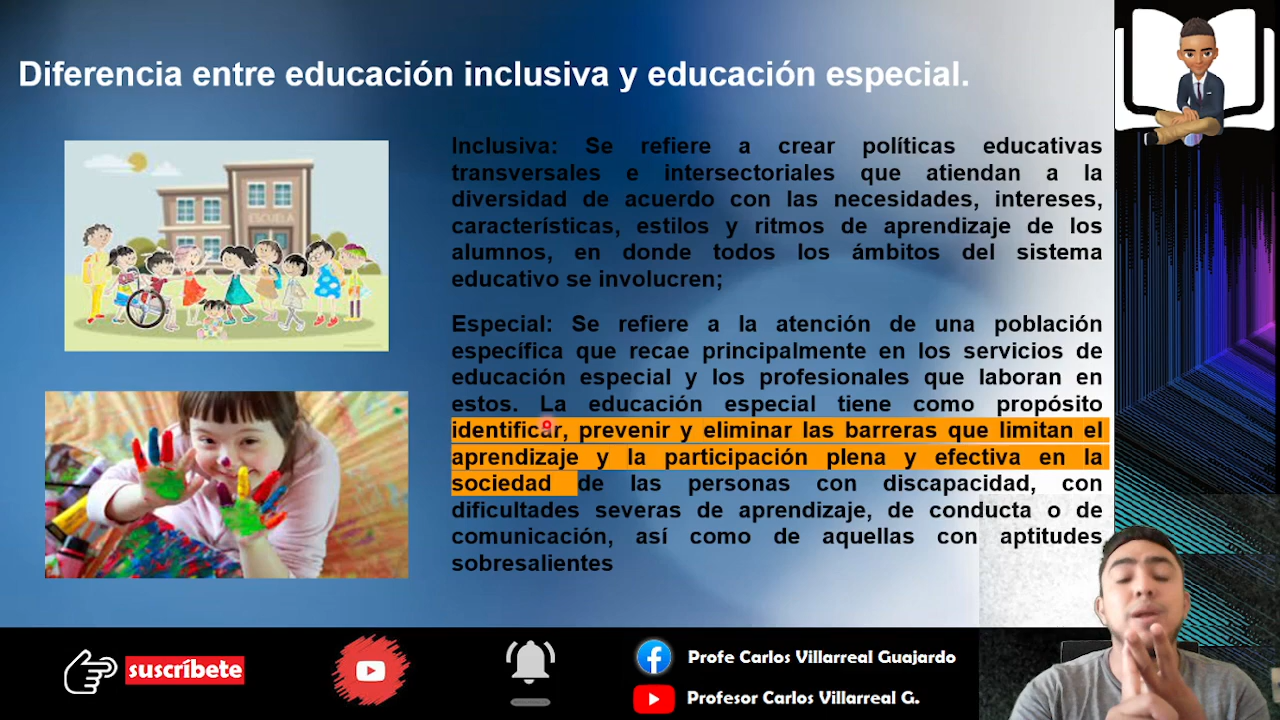 Diferencia entre educación inclusiva y educación especial.
ESCUELA
Inclusiva: Se refiere a crear políticas educativas
transversales e intersectoriales que atiendan a la
diversidad de acuerdo con las necesidades, intereses,
características, estilos y ritmos de aprendizaje de los
alumnos, en donde todos los ámbitos del sistema
educativo se involucren;
Especial: Se refiere a la atención de una población
específica que recae principalmente en los servicios de
educación especial y los profesionales que laboran en
estos. La educación especial tiene como propósito
identificar, prevenir y eliminar las barreras que limitan el
aprendizaje y la participación plena y efectiva en la
sociedad de las personas con discapacidad, con
dificultades severas de aprendizaje, de conducta o de
comunicación, así como de aquellas con aptitudes
sobresalientes
suscríbete
Profe Carlos Villarreal Guajardo
Profesor Carlos Villarreal G.